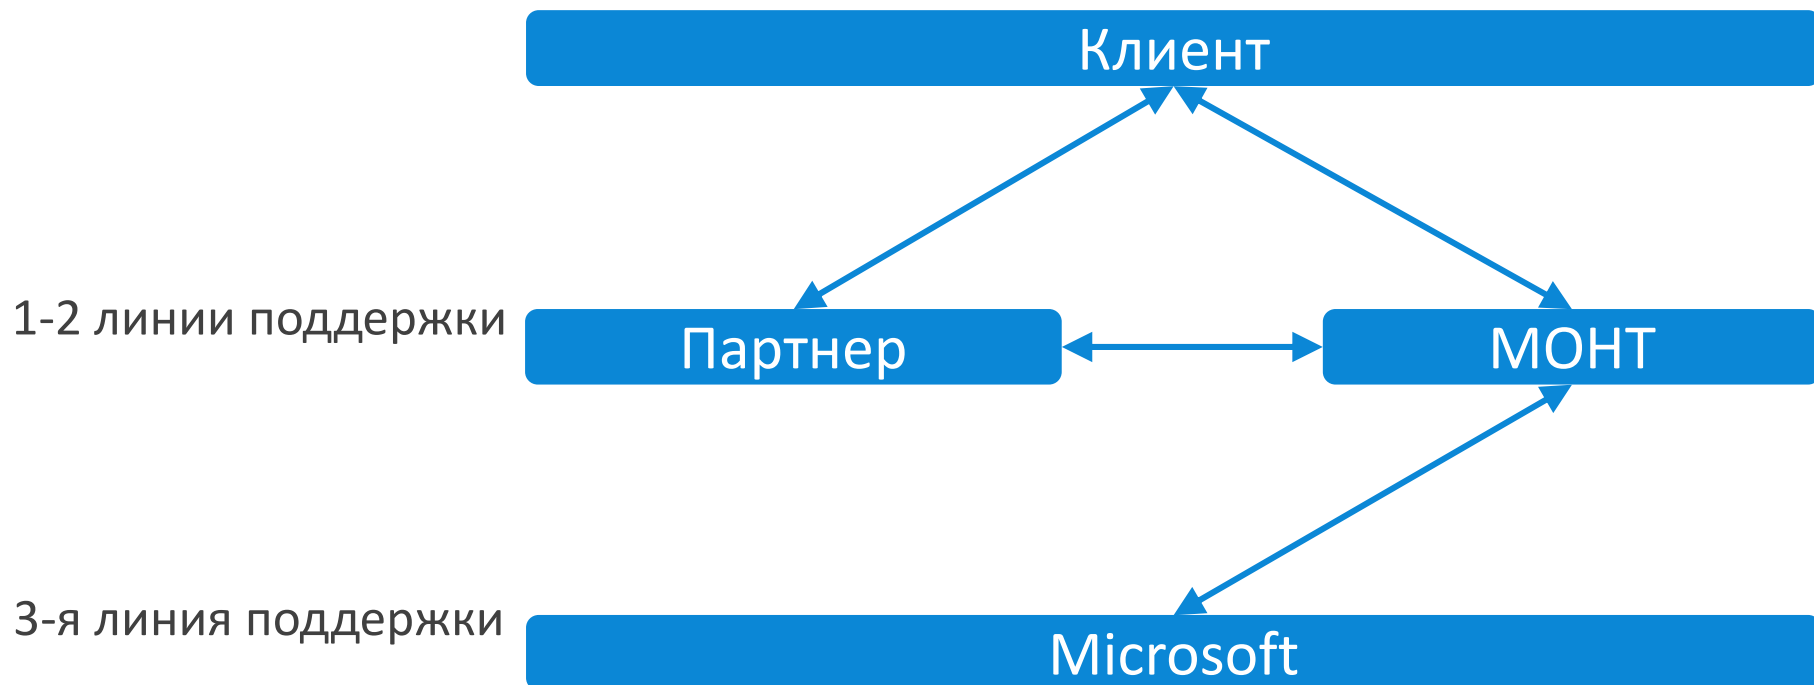 Клиент
1-2 линии поддержки
Партнер
МОНТ
3-я линия поддержки
Microsoft